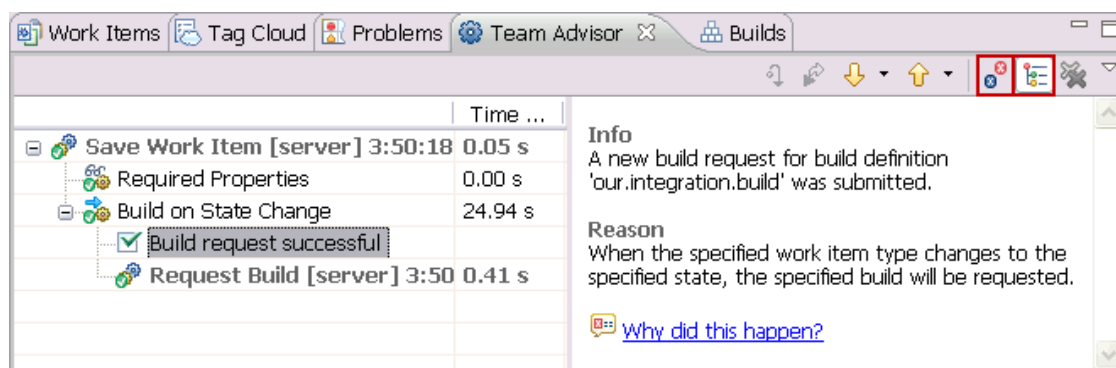 Work Items Tag Cloud Problems Team Advisor Builds
Time ...
Save Work Item [server] 3:50:18 0.05 s
Required Properties 0.00 s
Build on State Change 24.94 s
Build request successful
Request Build [server] 3:50 0.41 s
Info
A new build request for build definition
'our.integration.build' was submitted.
Reason
When the specified work item type changes to the
specified state, the specified build will be requested.
Why did this happen?